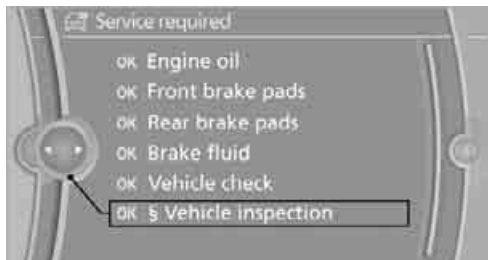 Service required
OK Engine oil
OK Front brake pads
OK Rear brake pads
OK Brake fluid
OK Vehicle check
OK § Vehicle inspection